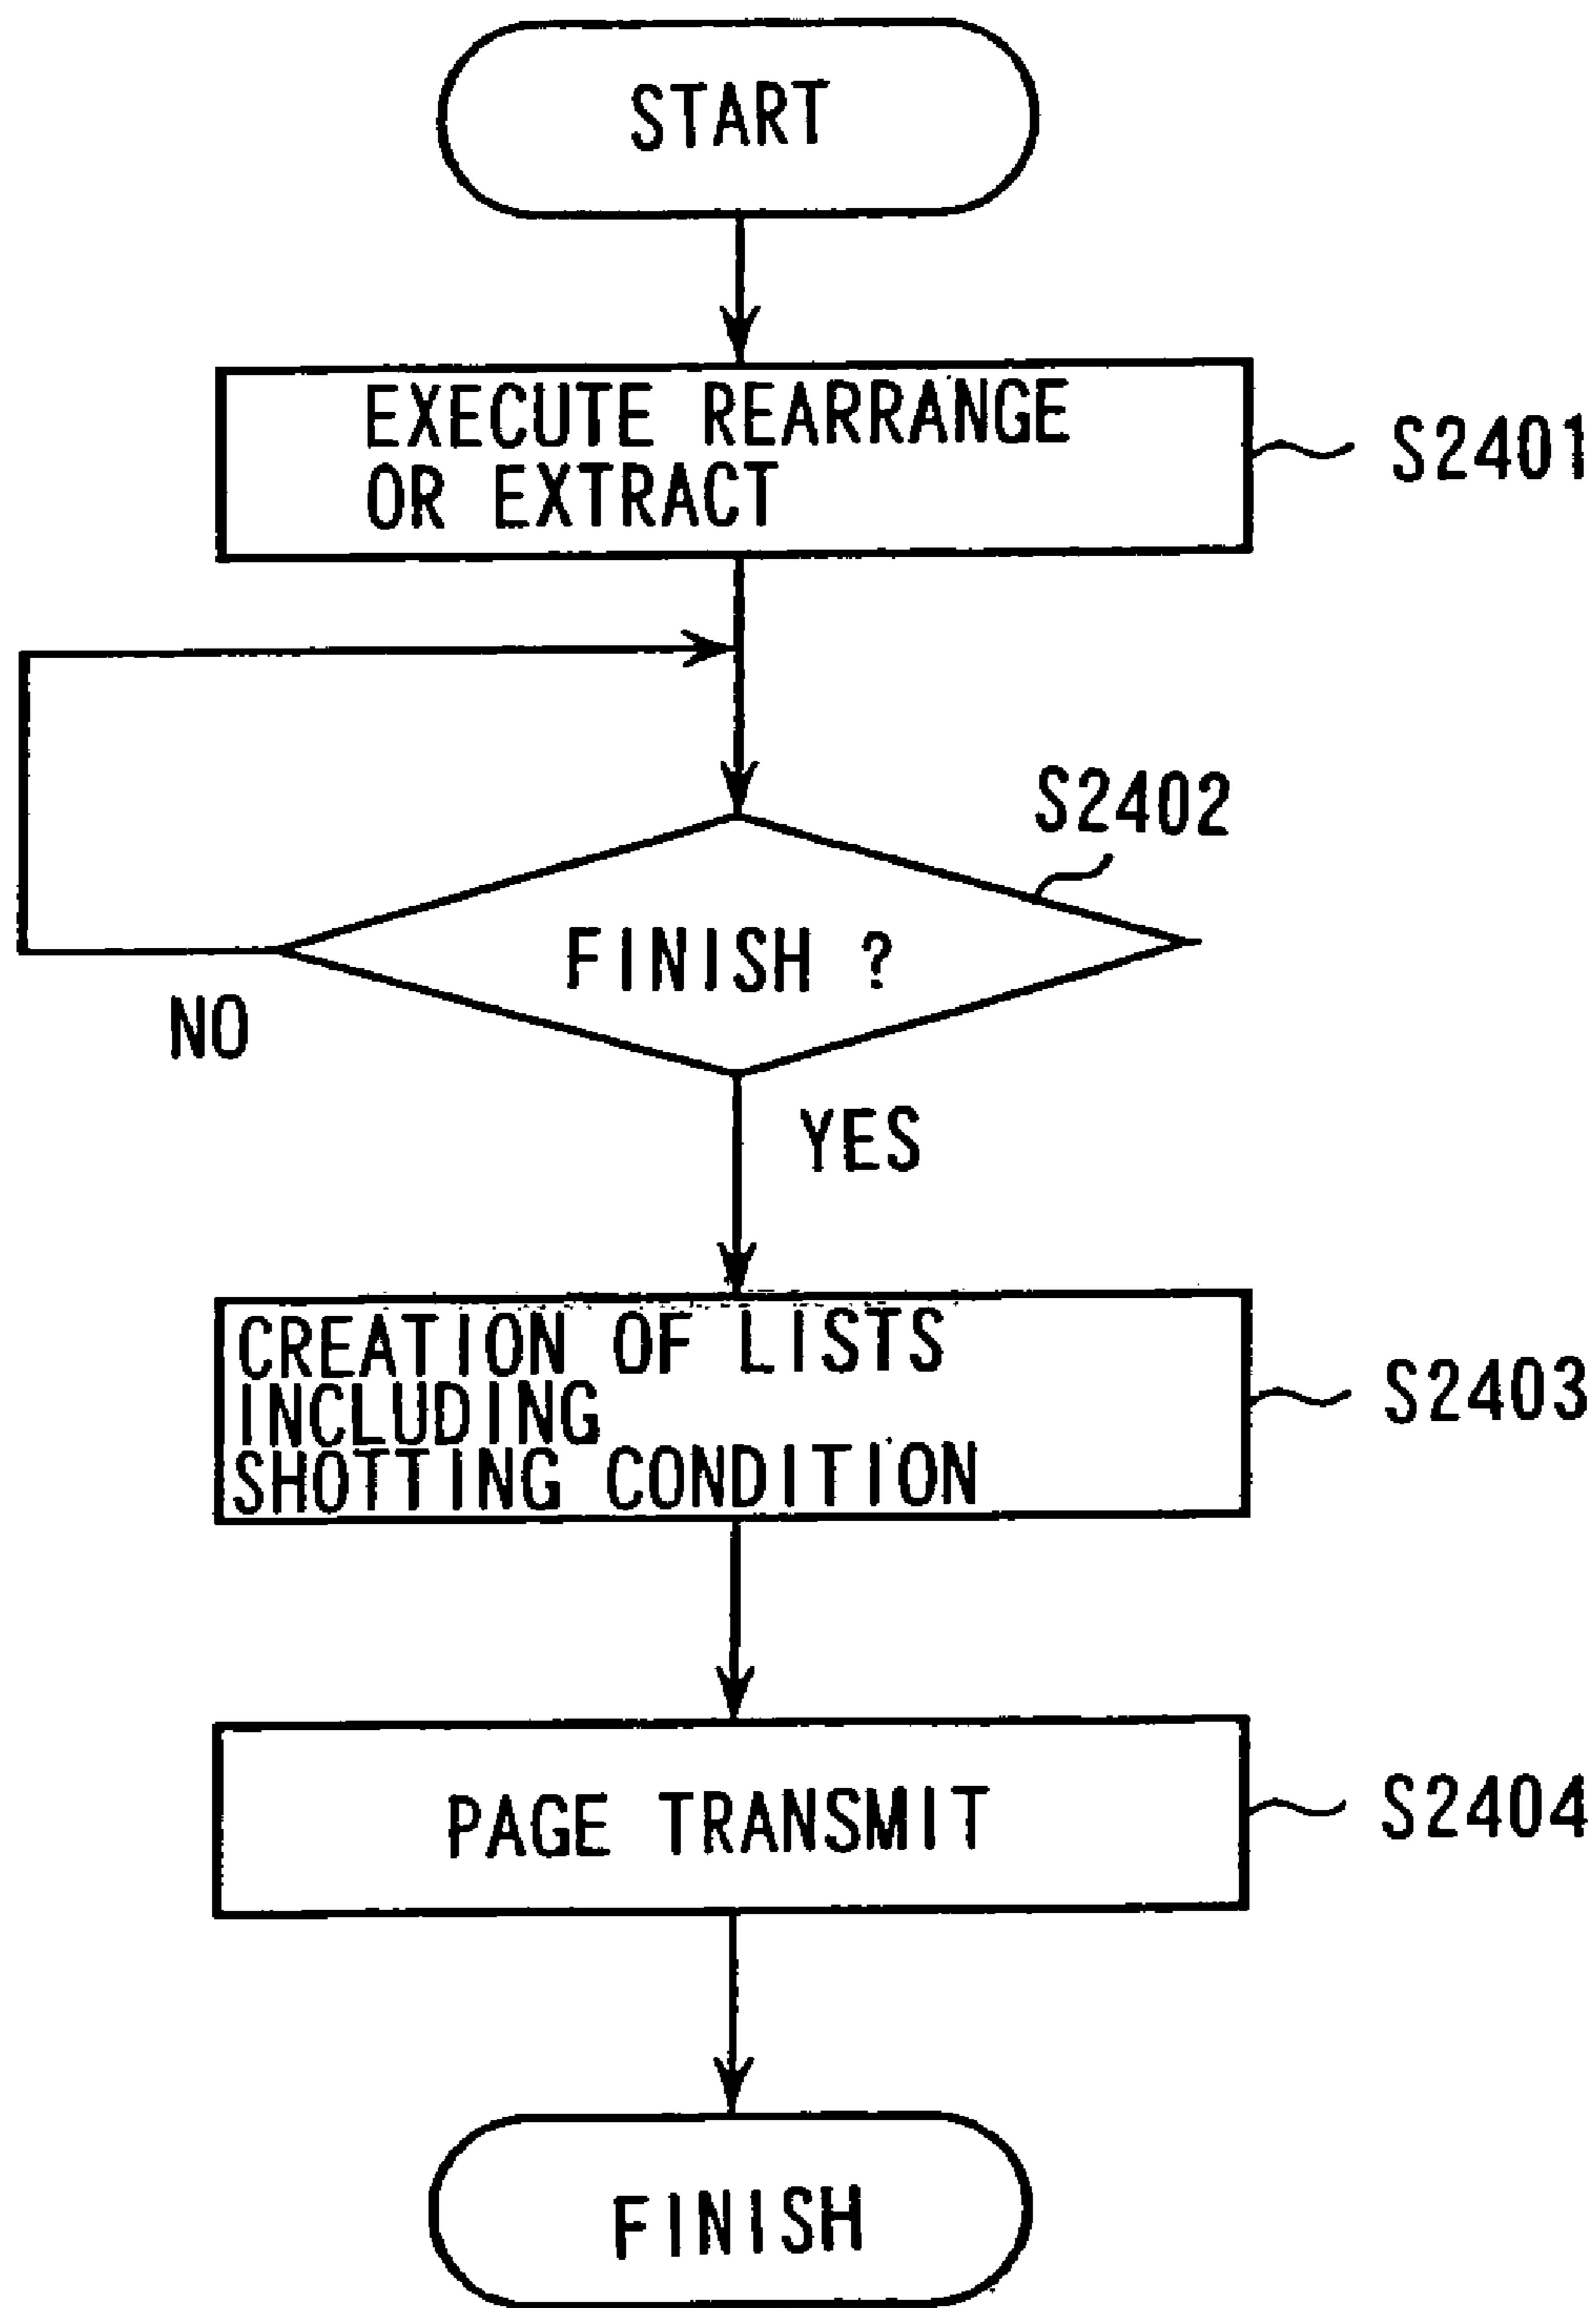 START
EXECUTE REARRANGE
OR EXTRACT
S2401
S2402
FINISH ?
NO
YES
CREATION OF LISTS
INCLUDING
SHOTTING CONDITION
S2403
PAGE TRANSMIT
S2404
FINISH